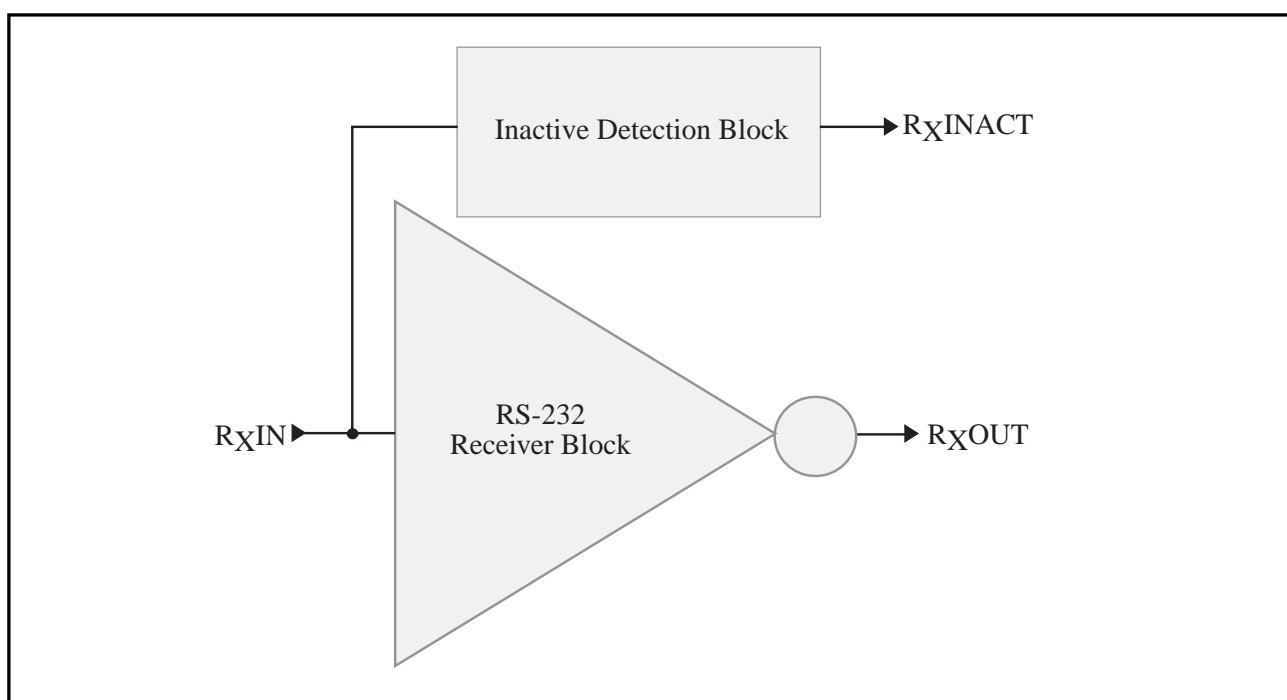 Inactive Detection Block
RXINACT
RS-232
Receiver Block
RXIN
RXOUT